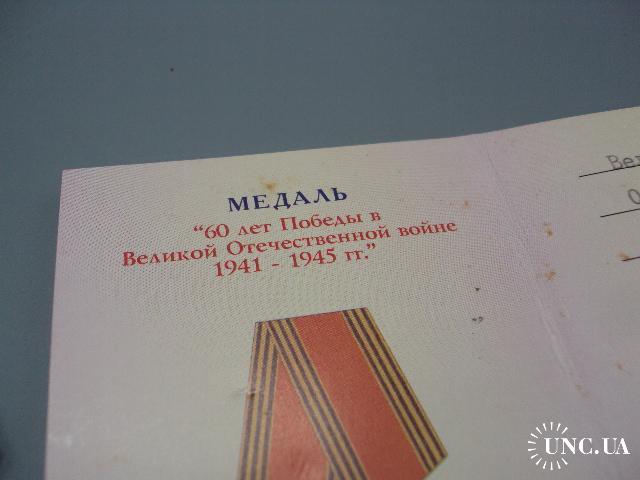 МЕДАЛЬ
“60 лет Победы в
Великой Отечественной войне
1941 - 1945 гг.”
UNC.UA